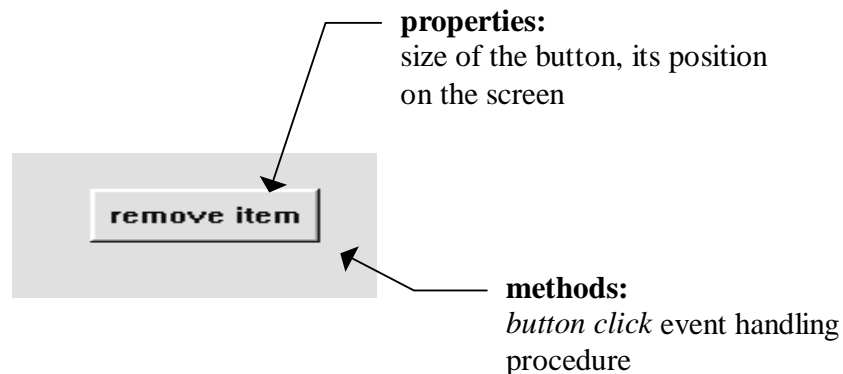 properties:
size of the button, its position
on the screen
remove item
methods:
button click event handling
procedure